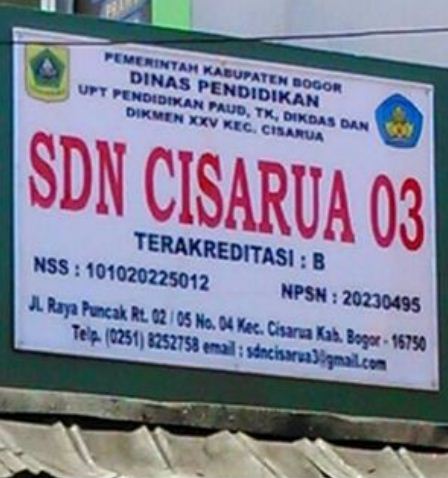 PEMERINTAH KABUPATEN BOGOR
DINAS PENDIDIKAN
UPT PENDIDIKAN PAUD, TK, DIKDAS DAN
DIKMEN XXV KEC. CISARUA
SDN CISARUA 03
TERAKREDITASI : B
NSS : 101020225012
NPSN : 20230495
Jl. Raya Puncak Rt. 02 / 05 No. 04 Kec. Cisarua Kab. Bogor - 16750
Telp. (0251) 8252758 email : sdncisarua3@gmail.com